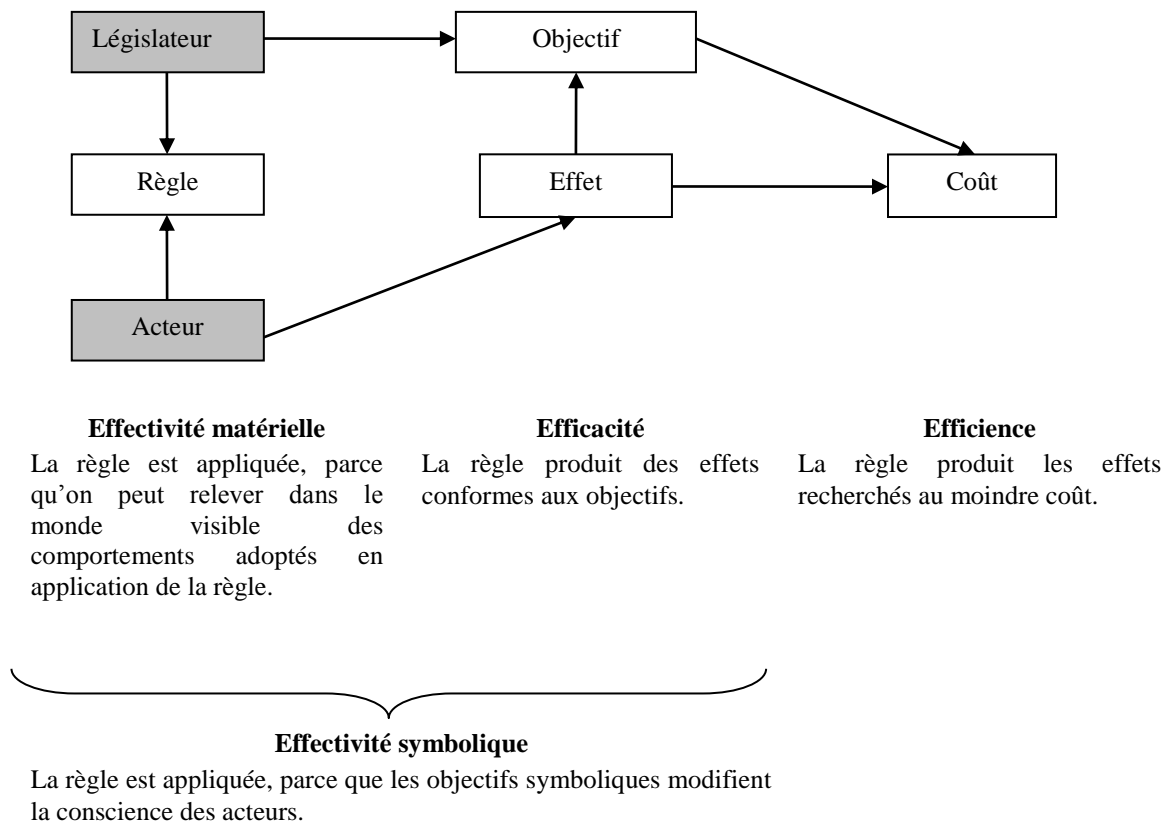 Législateur
Objectif
Règle
Effet
Coût
Acteur
Effectivité matérielle
La règle est appliquée, parce
qu’on peut relever dans le
monde visible des
comportements adoptés en
application de la règle.
Efficacité
La règle produit des effets
conformes aux objectifs.
Efficience
La règle produit les effets
recherchés au moindre coût.
Effectivité symbolique
La règle est appliquée, parce que les objectifs symboliques modifient
la conscience des acteurs.